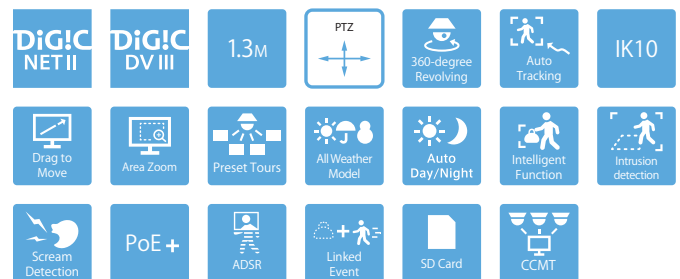 DiG!C
NET II
DiG!C
DV III
1.3M
PTZ
360-degree
Revolving
Auto
Tracking
IK10
Drag to
Move
Area Zoom
Preset Tours
All Weather
Model
Auto
Day/Night
Intelligent
Function
Intrusion
detection
Scream
Detection
PoE +
ADSR
Linked
Event
SD Card
CCMT